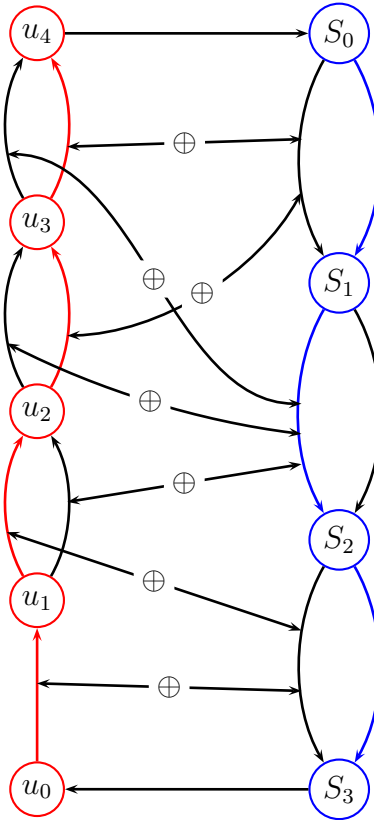 u₄ S₀
⊕
u₃
⊕
S₁
⊕
⊕
u₂
⊕
S₂
⊕
u₁
⊕
u₀ S₃